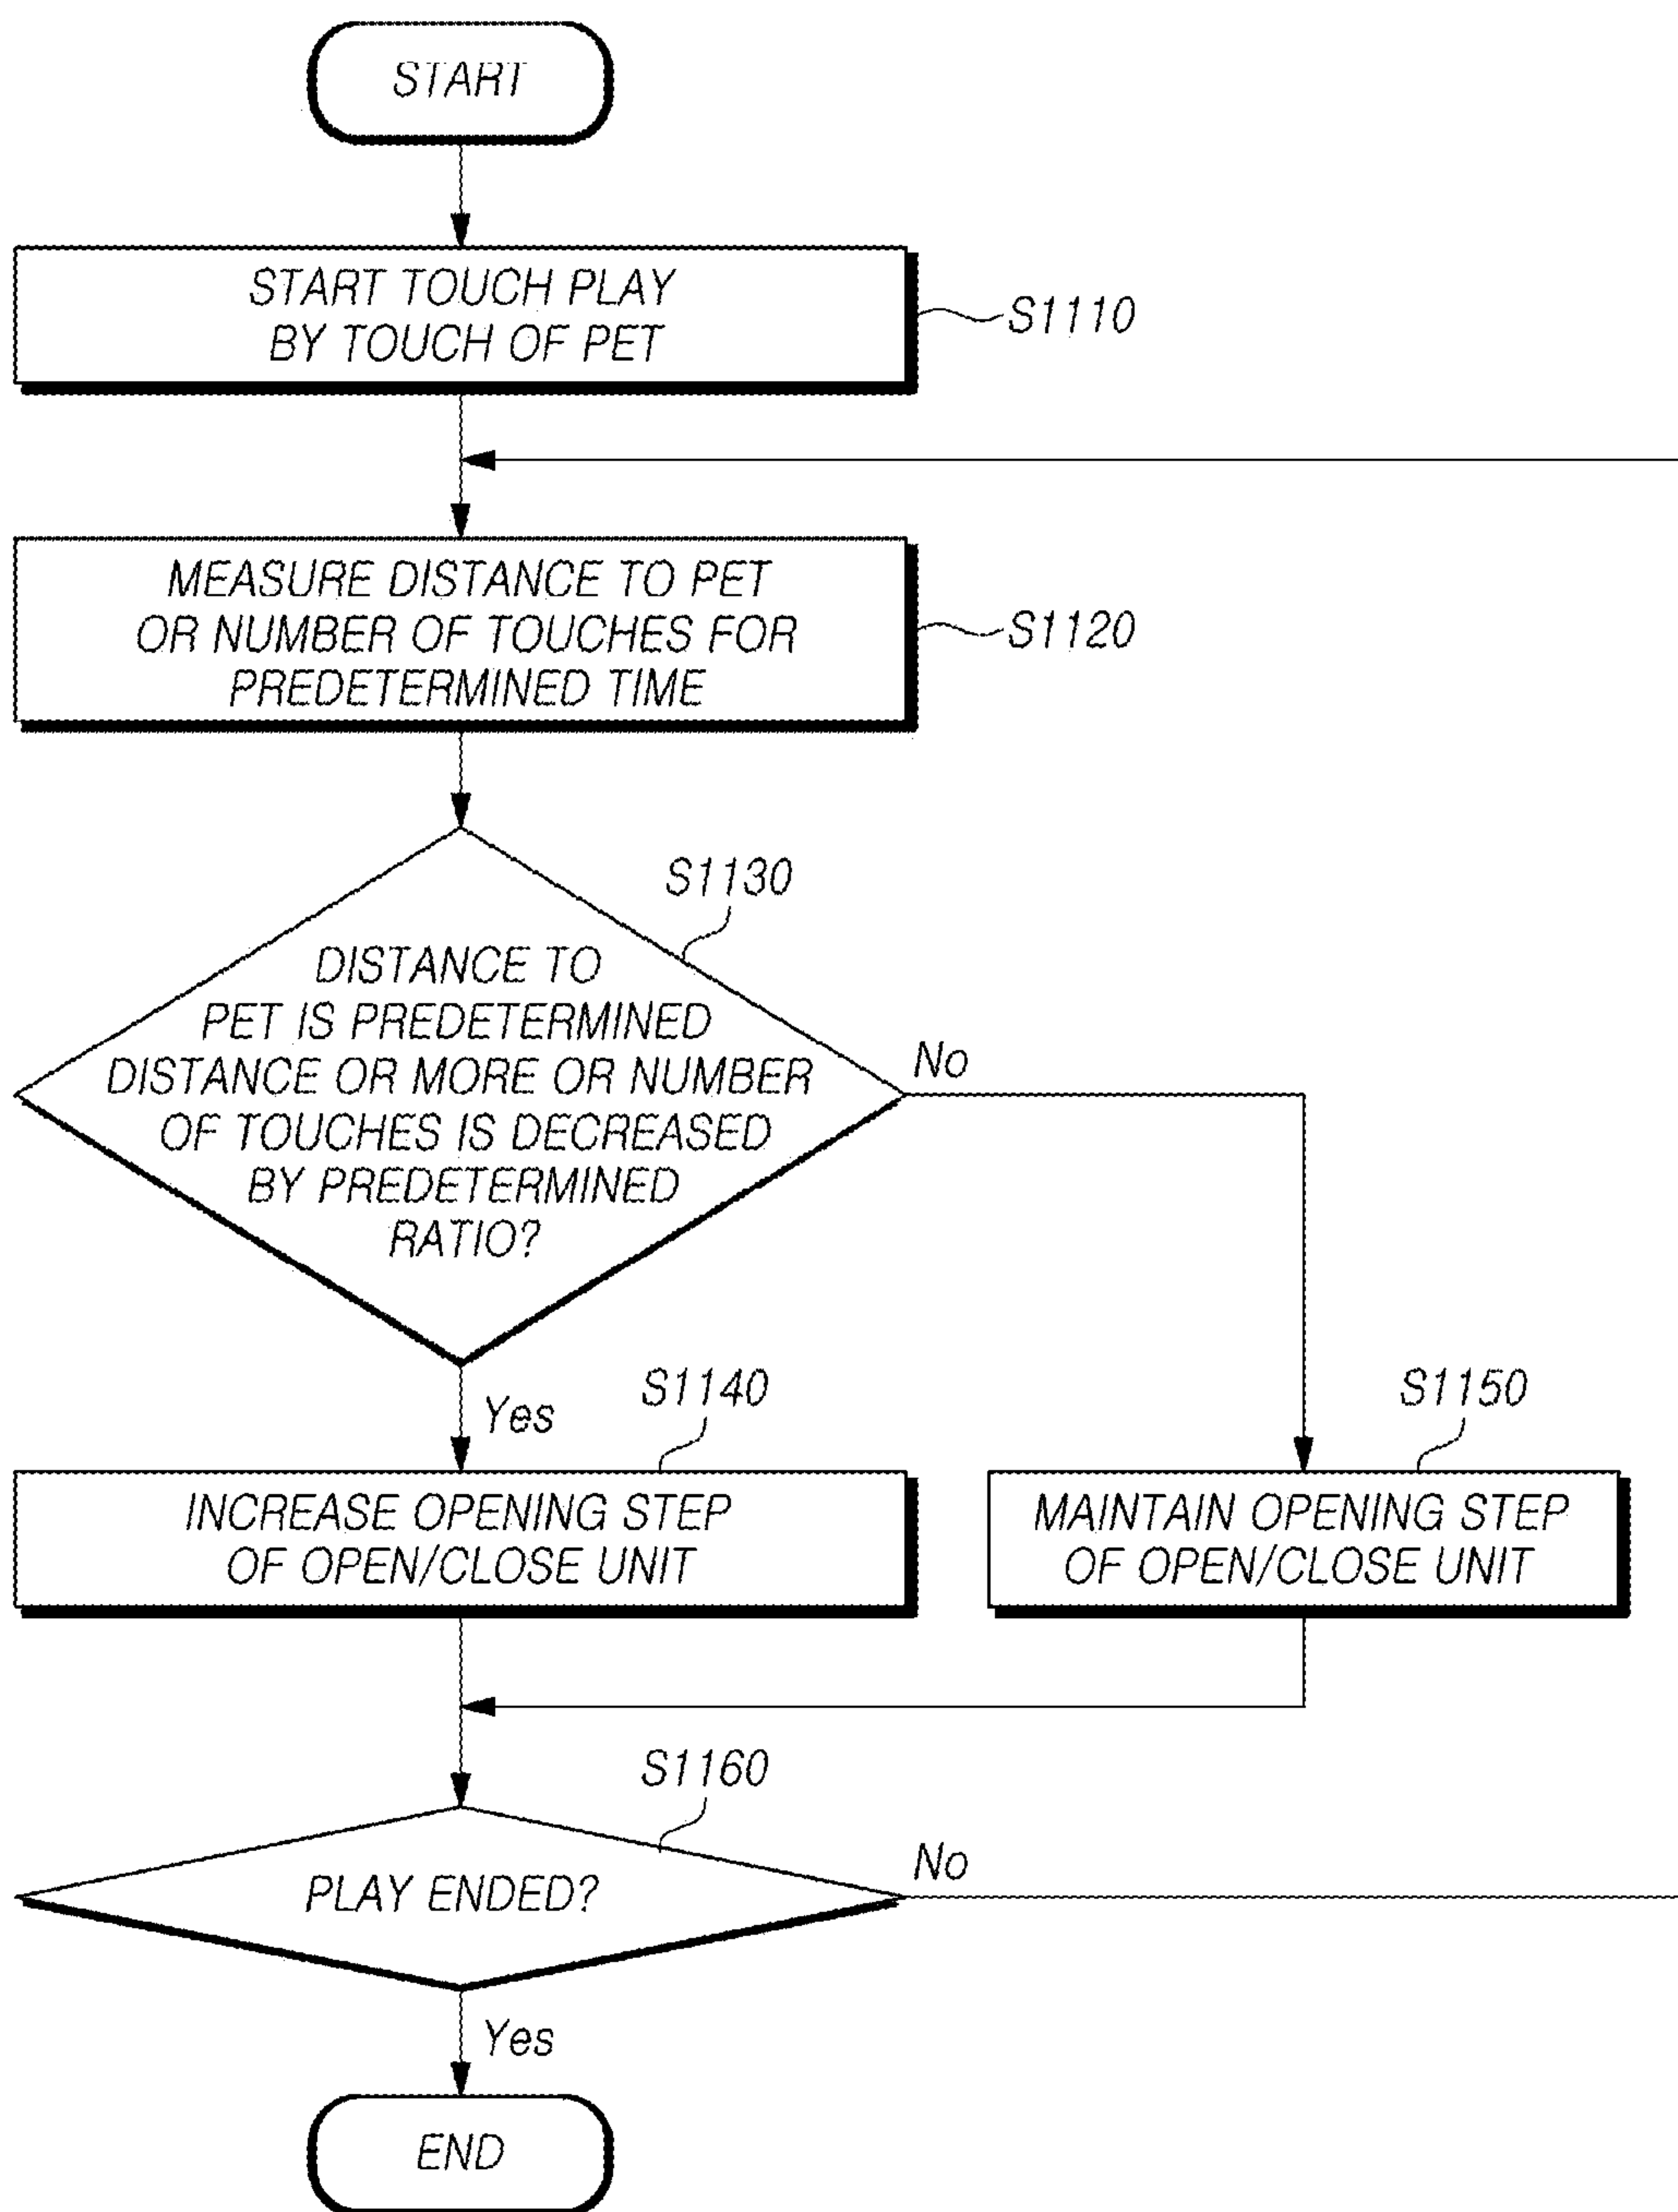 START
START TOUCH PLAY
BY TOUCH OF PET
S1110
MEASURE DISTANCE TO PET
OR NUMBER OF TOUCHES FOR
PREDETERMINED TIME
S1120
S1130
DISTANCE TO
PET IS PREDETERMINED
DISTANCE OR MORE OR NUMBER
OF TOUCHES IS DECREASED
BY PREDETERMINED
RATIO?
No
Yes
S1140
INCREASE OPENING STEP
OF OPEN/CLOSE UNIT
S1150
MAINTAIN OPENING STEP
OF OPEN/CLOSE UNIT
S1160
PLAY ENDED?
No
Yes
END